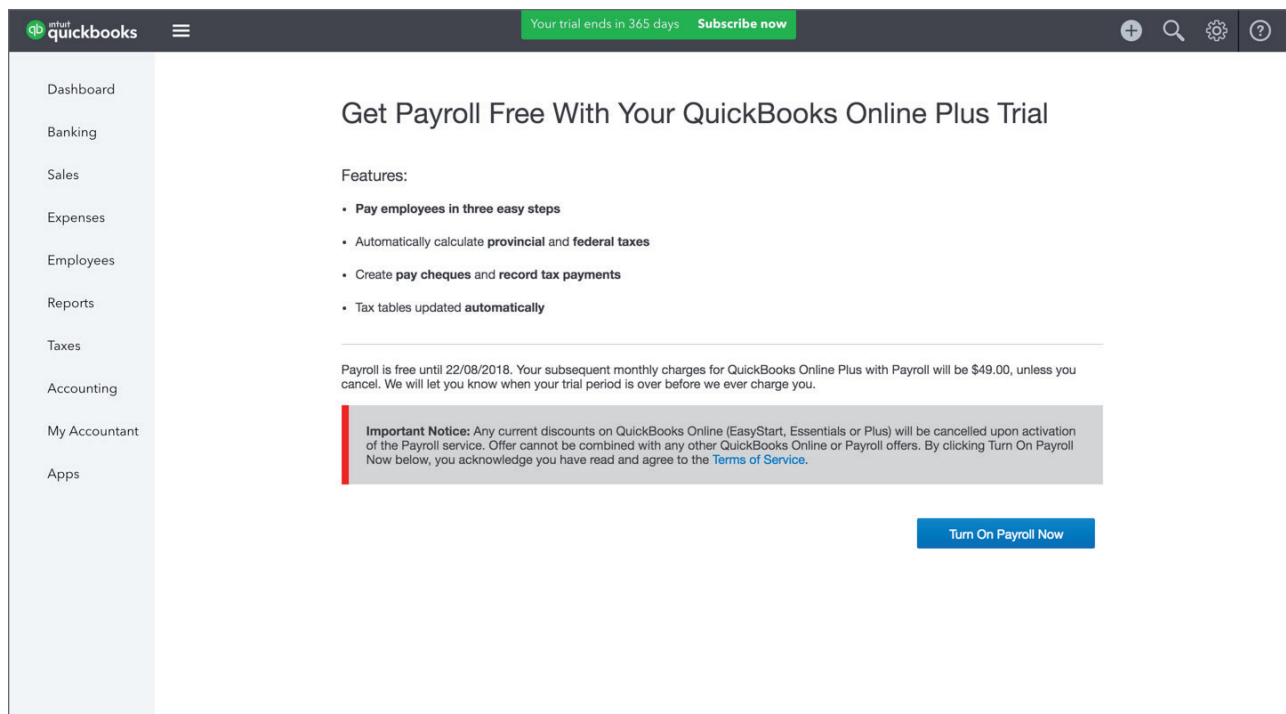 intuit
quickbooks
Your trial ends in 365 days Subscribe now
Dashboard
Banking
Sales
Expenses
Employees
Reports
Taxes
Accounting
My Accountant
Apps
Get Payroll Free With Your QuickBooks Online Plus Trial
Features:
• Pay employees in three easy steps
• Automatically calculate provincial and federal taxes
• Create pay cheques and record tax payments
• Tax tables updated automatically
Payroll is free until 22/08/2018. Your subsequent monthly charges for QuickBooks Online Plus with Payroll will be $49.00, unless you
cancel. We will let you know when your trial period is over before we ever charge you.
Important Notice: Any current discounts on QuickBooks Online (EasyStart, Essentials or Plus) will be cancelled upon activation
of the Payroll service. Offer cannot be combined with any other QuickBooks Online or Payroll offers. By clicking Turn On Payroll
Now below, you acknowledge you have read and agree to the Terms of Service.
Turn On Payroll Now